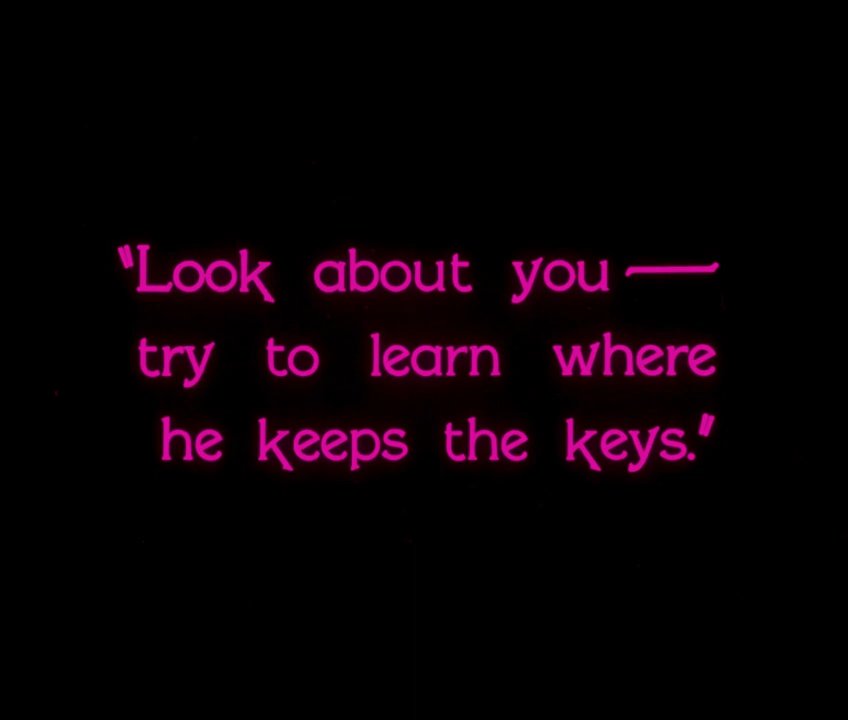 "Look about you —
try to learn where
he keeps the keys."